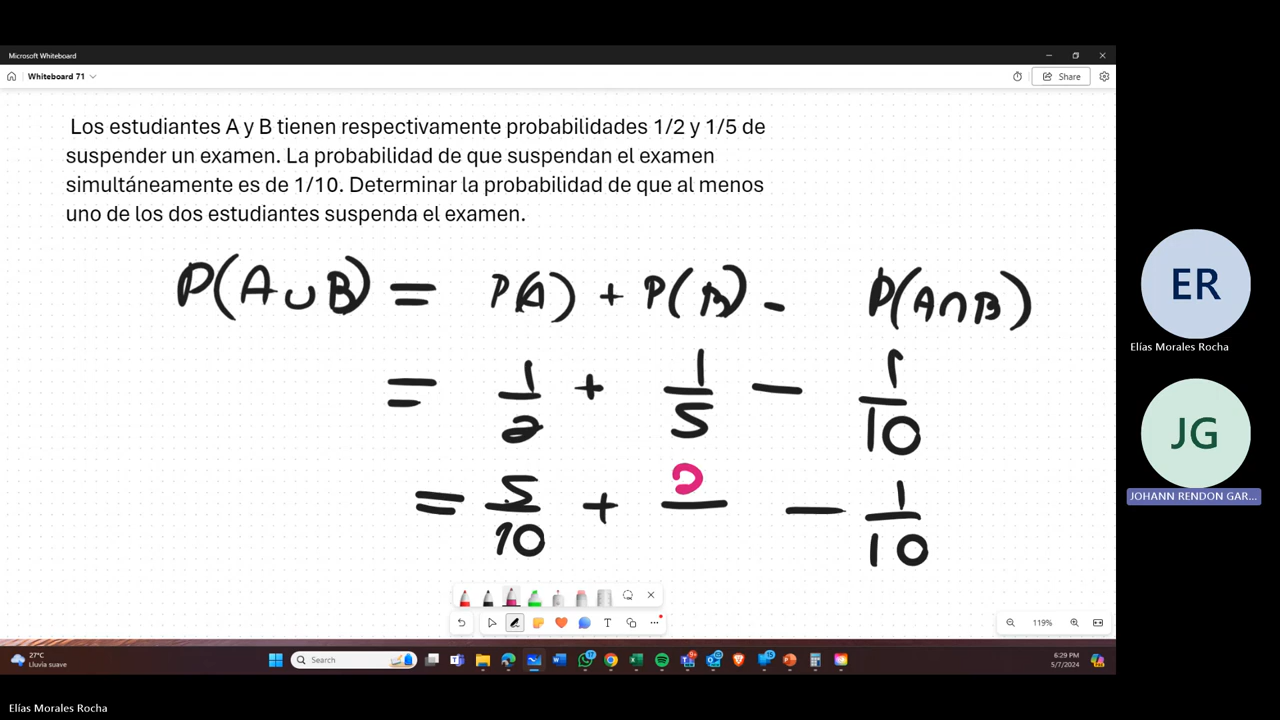 Microsoft Whiteboard
Whiteboard 71
Share
Los estudiantes A y B tienen respectivamente probabilidades 1/2 y 1/5 de
suspender un examen. La probabilidad de que suspendan el examen
simultáneamente es de 1/10. Determinar la probabilidad de que al menos
uno de los dos estudiantes suspenda el examen.
P(A∪B) = P(A) + P(B) - P(A∩B)
= 1/2 + 1/5 - 1/10
= 5/10 + 2/ - 1/10
ER
Elías Morales Rocha
JG
JOHANN RENDON GAR...
119%
27°C
Lluvia suave
Search
6:29 PM
5/7/2024
Elías Morales Rocha